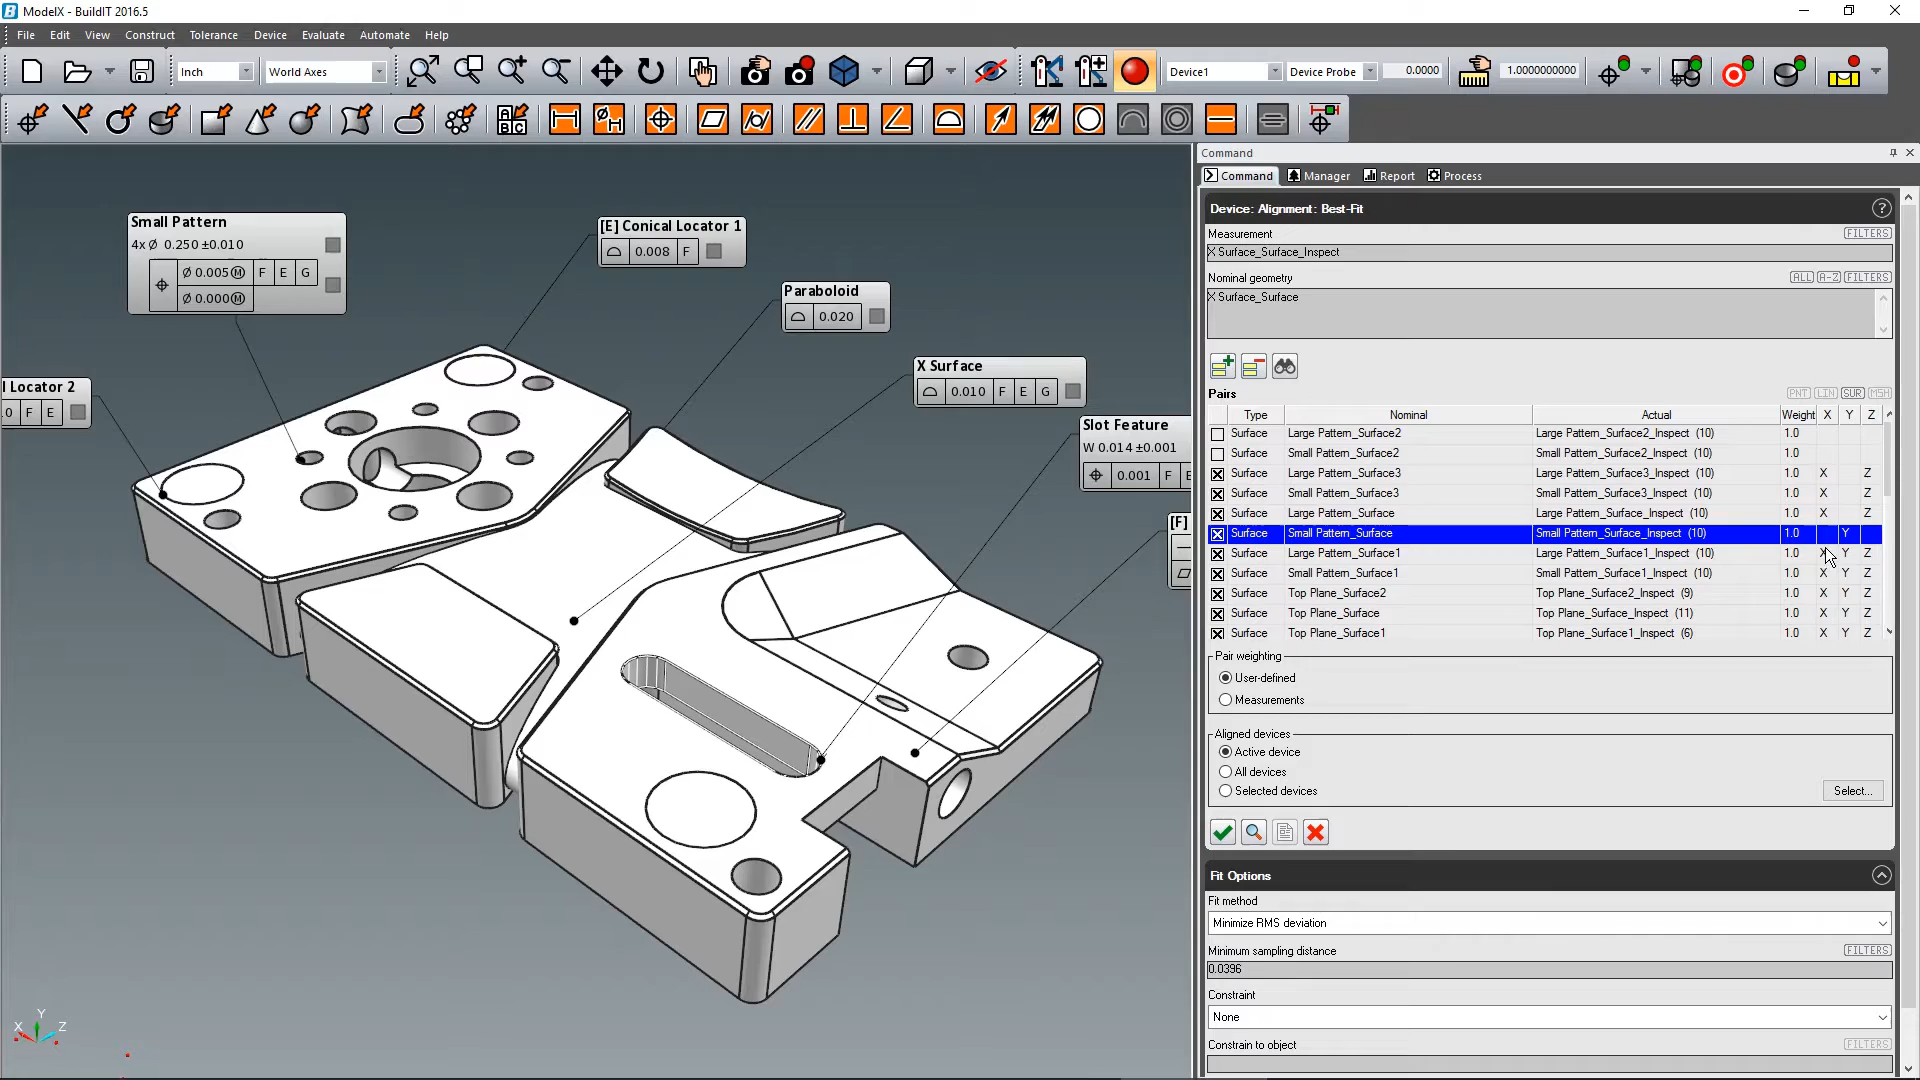 ModelX - BuildIT 2016.5
File Edit View Construct Tolerance Device Evaluate Automate Help
Inch World Axes Device1 Device Probe 0.0000 1.0000000000
A
BC
Command
Command Manager Report Process
Small Pattern
4x Ø 0.250 ±0.010
Ø 0.005Ⓜ F E G
Ø 0.000Ⓜ
[E] Conical Locator 1
0.008 F
Paraboloid
0.020
X Surface
0.010 F E G
l Locator 2
0 F E
Slot Feature
W 0.014 ±0.001
0.001 F E
[F]
X Y Z
Device: Alignment: Best-Fit
Measurement FILTERS
X Surface_Surface_Inspect
Nominal geometry ALL A-Z FILTERS
X Surface_Surface
Pairs PNT LIN SUR MSH
Type Nominal Actual Weight X Y Z
Surface Large Pattern_Surface2 Large Pattern_Surface2_Inspect (10) 1.0
Surface Small Pattern_Surface2 Small Pattern_Surface2_Inspect (10) 1.0
Surface Large Pattern_Surface3 Large Pattern_Surface3_Inspect (10) 1.0 X Z
Surface Small Pattern_Surface3 Small Pattern_Surface3_Inspect (10) 1.0 X Z
Surface Large Pattern_Surface Large Pattern_Surface_Inspect (10) 1.0 X Z
Surface Small Pattern_Surface Small Pattern_Surface_Inspect (10) 1.0 Y
Surface Large Pattern_Surface1 Large Pattern_Surface1_Inspect (10) 1.0 X Y Z
Surface Small Pattern_Surface1 Small Pattern_Surface1_Inspect (10) 1.0 X Y Z
Surface Top Plane_Surface2 Top Plane_Surface2_Inspect (9) 1.0 X Y Z
Surface Top Plane_Surface Top Plane_Surface_Inspect (11) 1.0 X Y Z
Surface Top Plane_Surface1 Top Plane_Surface1_Inspect (6) 1.0 X Y Z
Pair weighting
User-defined
Measurements
Aligned devices
Active device
All devices
Selected devices Select...
Fit Options
Fit method
Minimize RMS deviation
Minimum sampling distance FILTERS
0.0396
Constraint
None
Constrain to object FILTERS